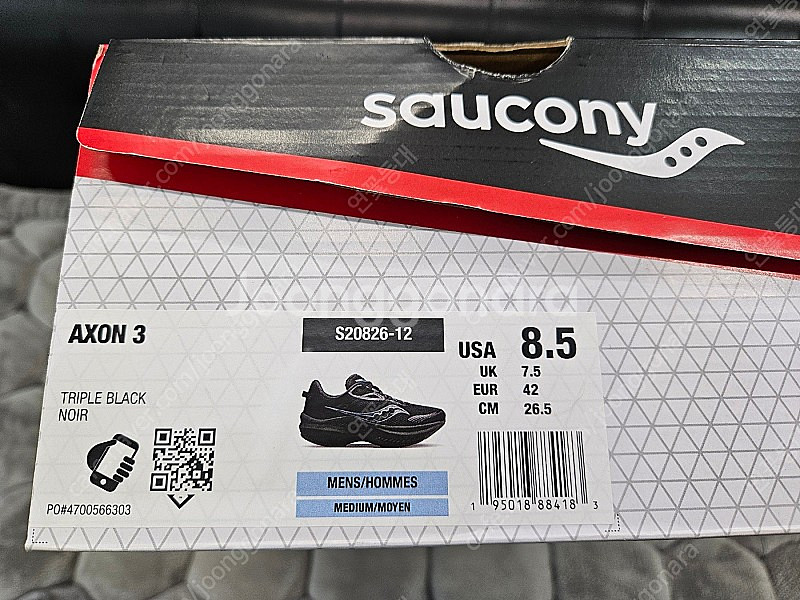 saucony
joonggonara
AXON 3
S20826-12
USA 8.5
UK 7.5
EUR 42
CM 26.5
TRIPLE BLACK
NOIR
MENS/HOMMES
MEDIUM/MOYEN
PO#4700566303
1 95018 88418 3